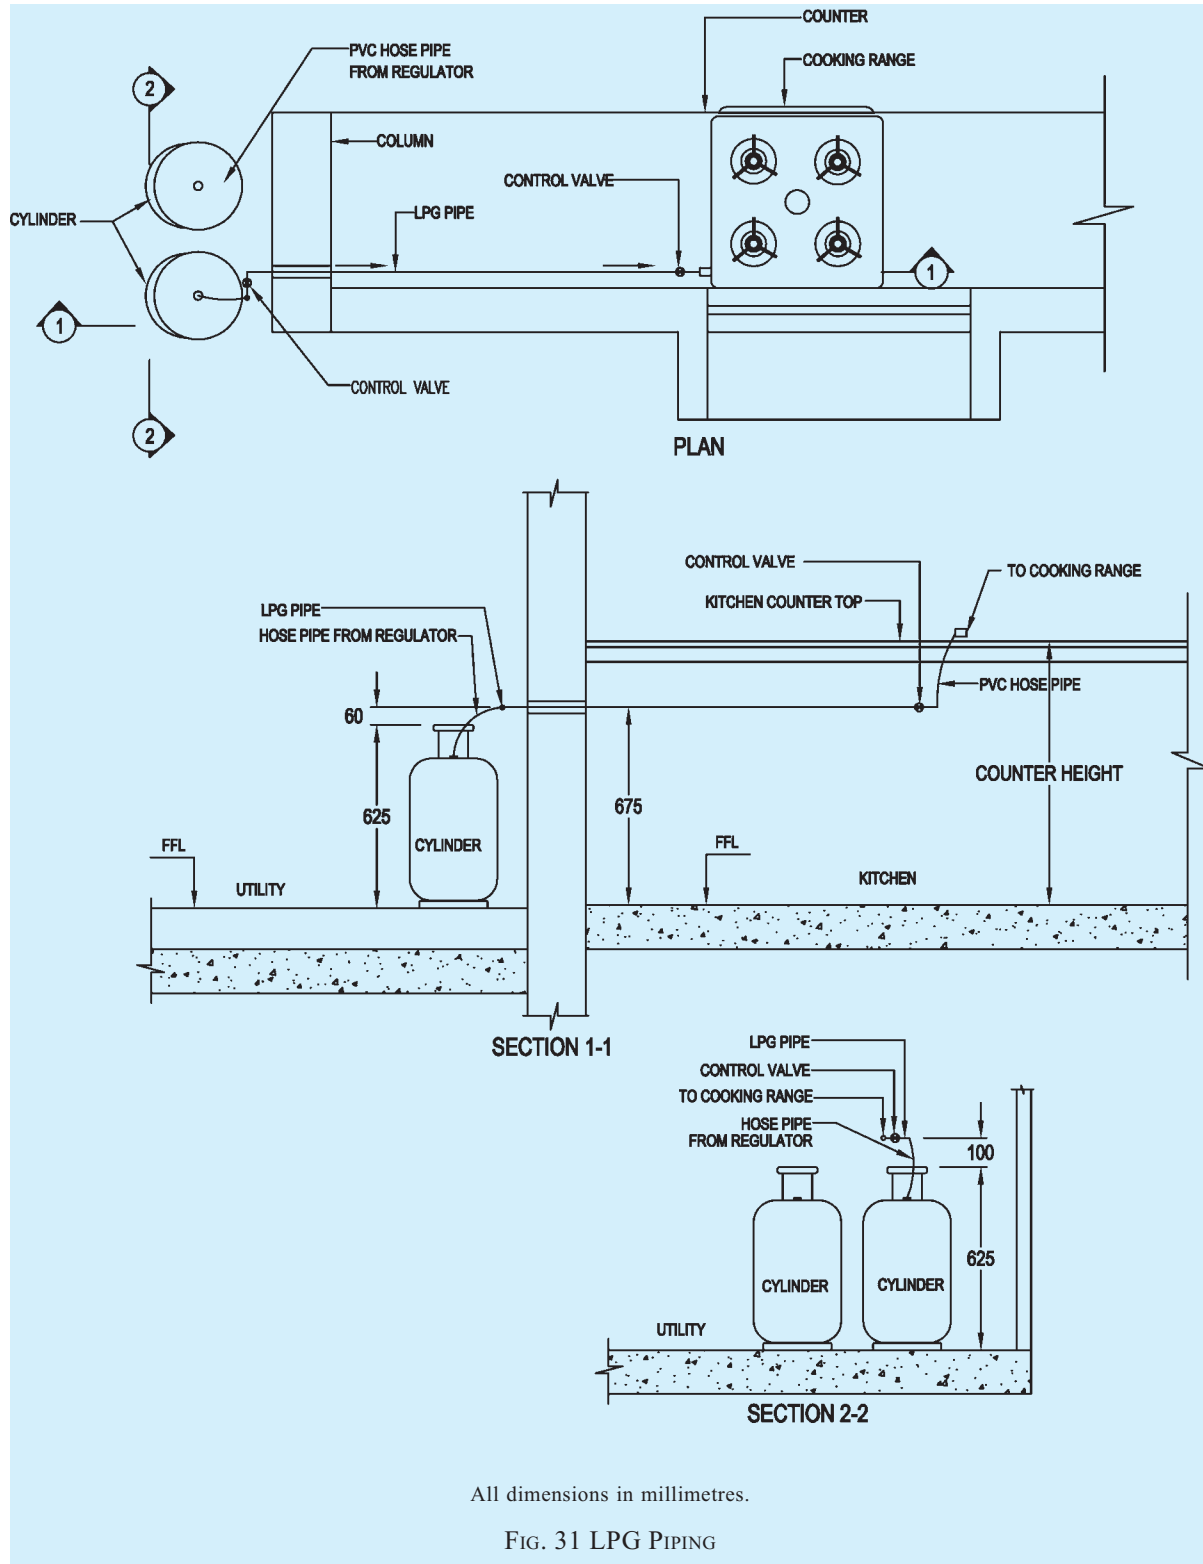 COUNTER
PVC HOSE PIPE
FROM REGULATOR
COOKING RANGE
2
COLUMN
CONTROL VALVE
CYLINDER
LPG PIPE
1
1
CONTROL VALVE
2
PLAN
CONTROL VALVE
TO COOKING RANGE
KITCHEN COUNTER TOP
LPG PIPE
HOSE PIPE FROM REGULATOR
PVC HOSE PIPE
60
COUNTER HEIGHT
675
625
CYLINDER
FFL
FFL
UTILITY
KITCHEN
SECTION 1-1
LPG PIPE
CONTROL VALVE
TO COOKING RANGE
HOSE PIPE
FROM REGULATOR
100
625
CYLINDER
CYLINDER
UTILITY
SECTION 2-2
All dimensions in millimetres.
FIG. 31 LPG PIPING